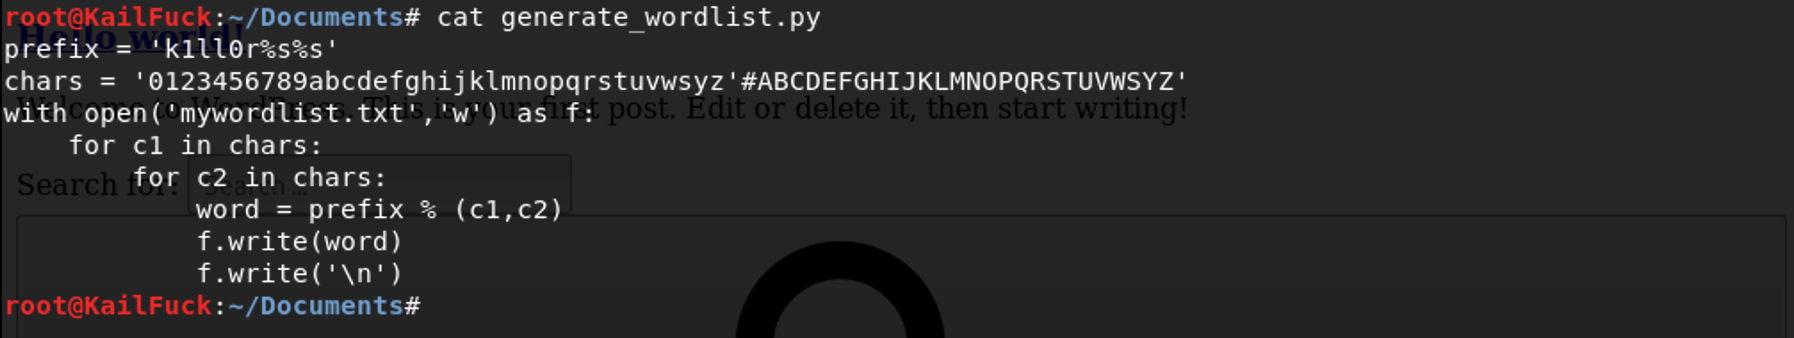 root@KailFuck:~/Documents# cat generate_wordlist.py
Hello world!
prefix = 'k1ll0r%s%s'
chars = '0123456789abcdefghijklmnopqrstuvwsyz'#ABCDEFGHIJKLMNOPQRSTUVWSYZ'
Welcome to WordPress. This is your first post. Edit or delete it, then start writing!
with open('mywordlist.txt','w') as f:
    for c1 in chars:
        for c2 in chars:
Search for: Search ...
            word = prefix % (c1,c2)
            f.write(word)
            f.write('\n')
root@KailFuck:~/Documents#